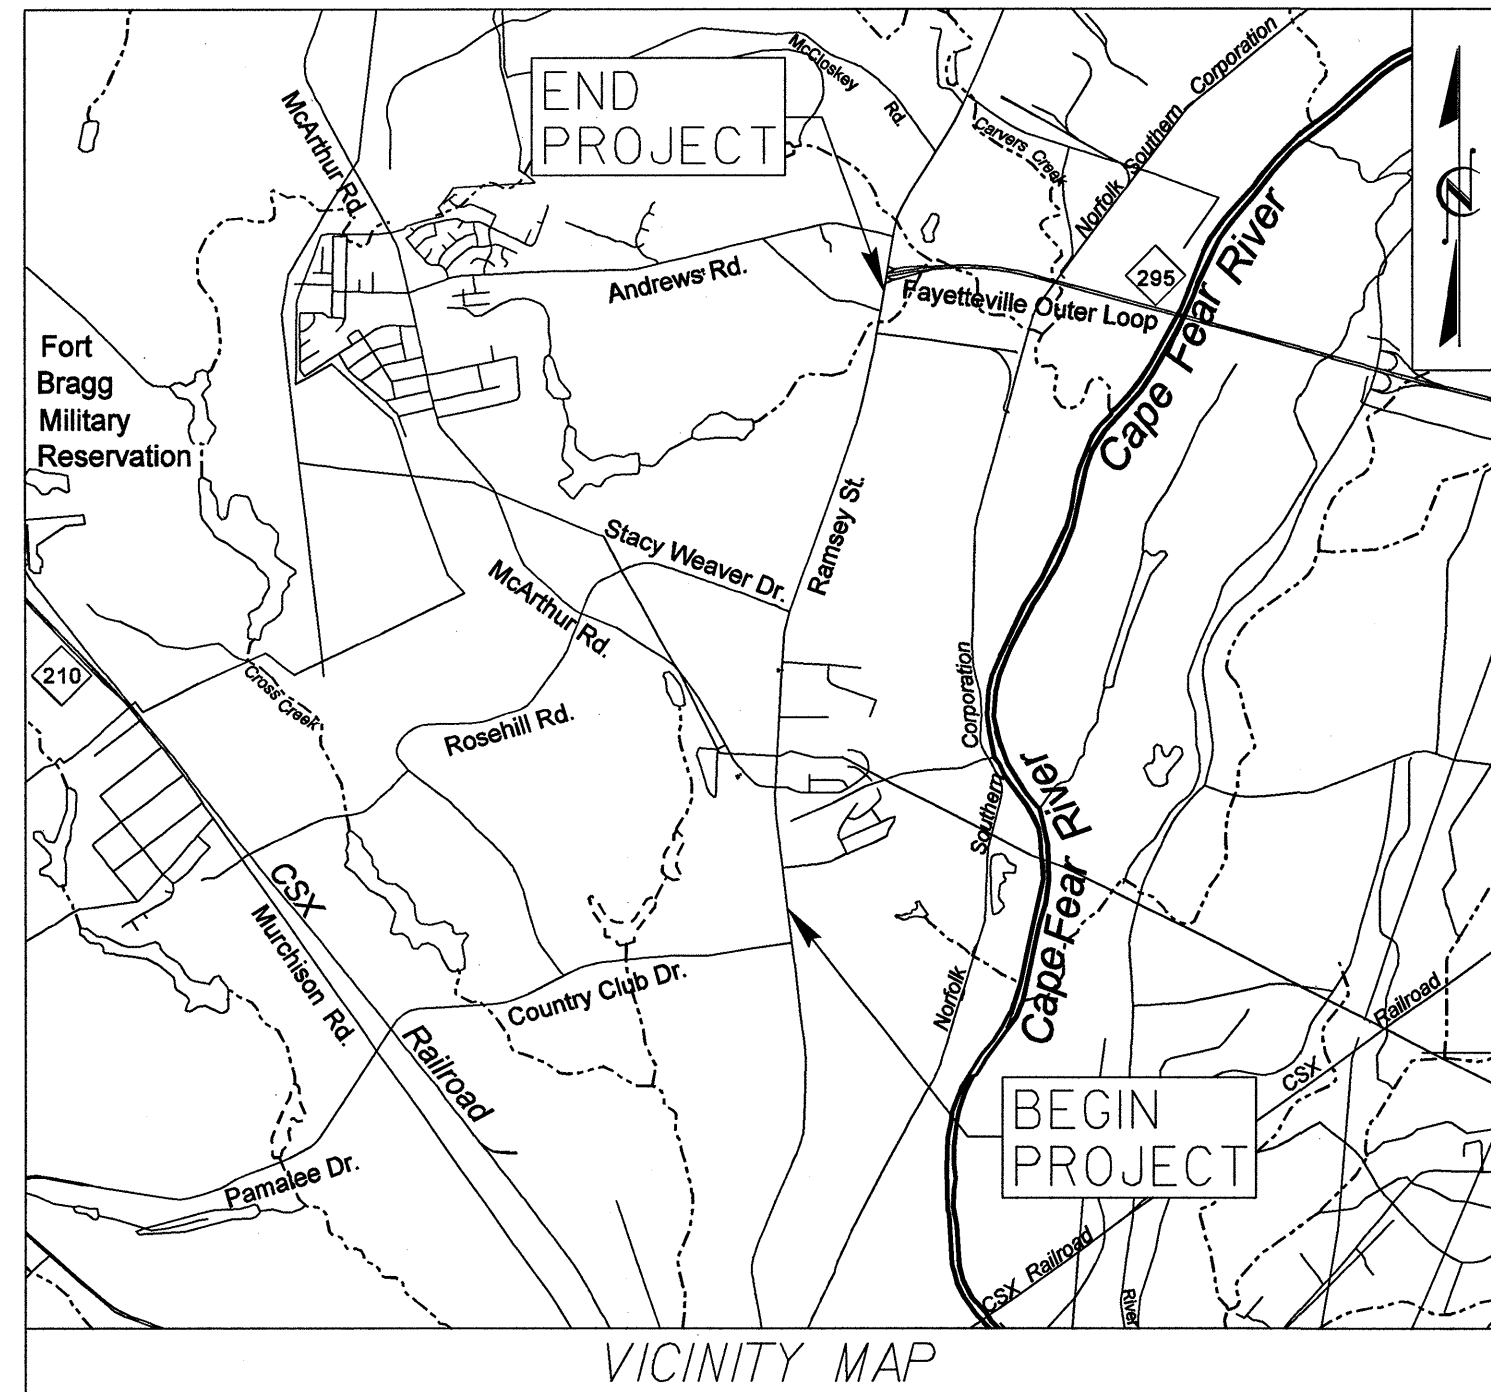 McCloskey
Rd.
Norfolk Southern Corporation
END
PROJECT
McArthur Rd.
Carvers Creek
N
295
Cape Fear River
Andrews Rd.
Fayetteville Outer Loop
Fort
Bragg
Military
Reservation
Ramsey St.
Stacy Weaver Dr.
McArthur Rd.
210
Cross Creek
Rosehill Rd.
Norfolk Southern Corporation
Cape Fear River
CSX Railroad
Murchison Rd.
Country Club Dr.
CSX Railroad
BEGIN
PROJECT
Pamalee Dr.
CSX Railroad
River
VICINITY MAP